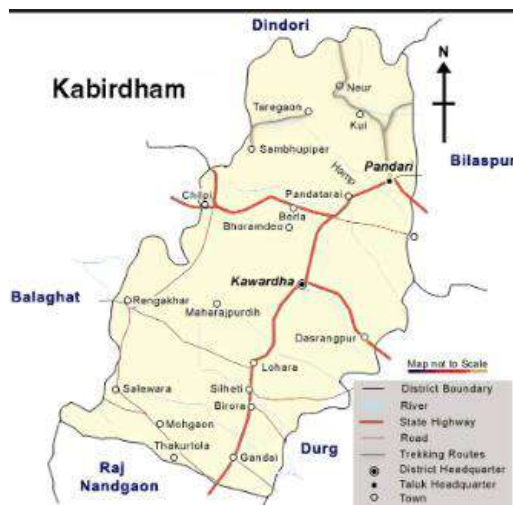 Dindori
Kabirdham
N
Neur
Taregaon
Kui
Sambhupiper
Pandari
Bilaspur
Hamp
Chilpi
Pandatarai
Borla
Bhoramdeo
Kawardha
Balaghat
Rengakhar
Maharajpurdih
Dasrangpur
Lohara
Map not to Scale
Salewara
Silheti
Birora
Mohgaon
Thakurtola
Gandai
Durg
Raj
Nandgaon
District Boundary
River
State Highway
Road
Trekking Routes
District Headquarter
Taluk Headquarter
Town